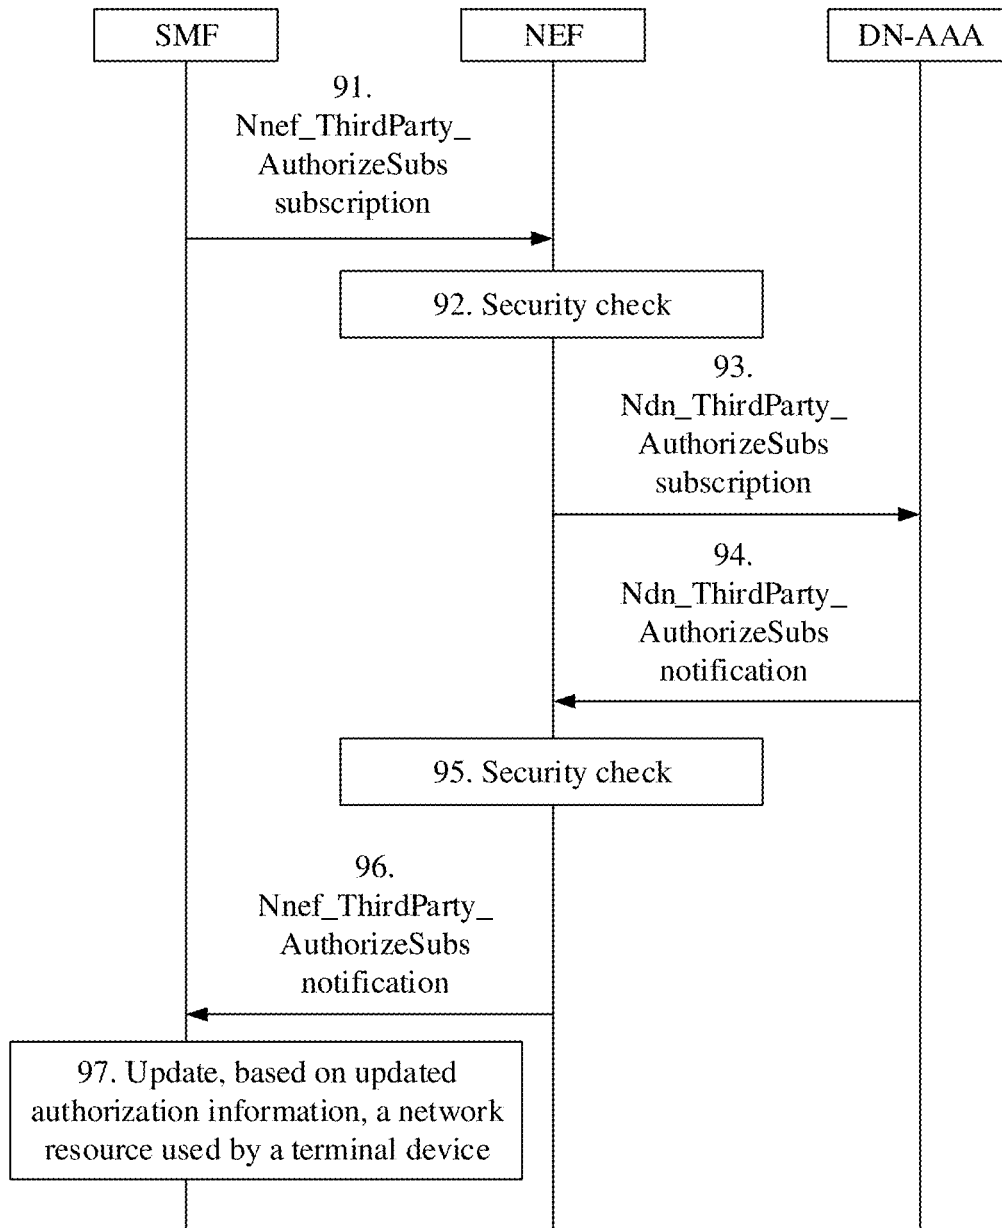 SMF
NEF
DN-AAA
91.
Nnef_ThirdParty_
AuthorizeSubs
subscription
92. Security check
93.
Ndn_ThirdParty_
AuthorizeSubs
subscription
94.
Ndn_ThirdParty_
AuthorizeSubs
notification
95. Security check
96.
Nnef_ThirdParty_
AuthorizeSubs
notification
97. Update, based on updated
authorization information, a network
resource used by a terminal device